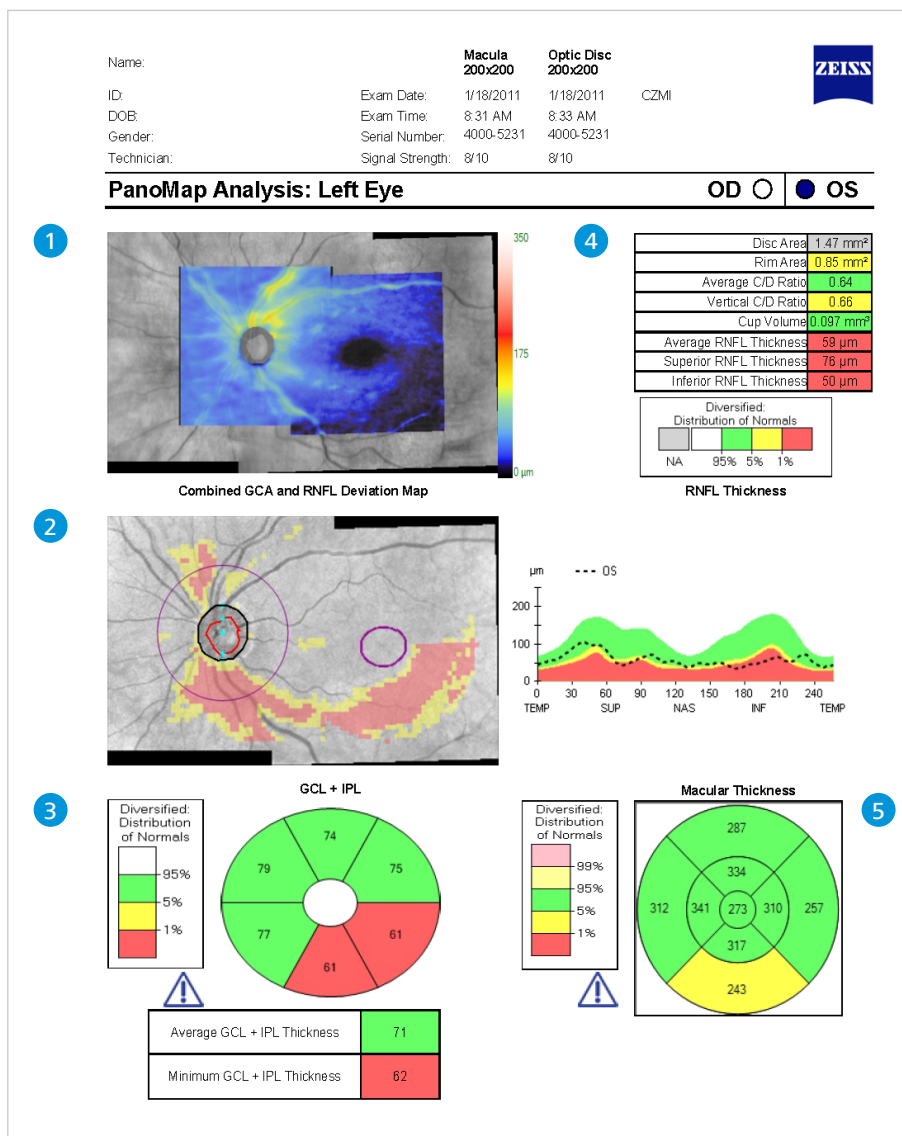 Name:
Macula
200x200
Optic Disc
200x200
ZEISS
ID:
Exam Date: 1/18/2011 1/18/2011 CZMI
DOB:
Exam Time: 8:31 AM 8:33 AM
Gender:
Serial Number: 4000-5231 4000-5231
Technician:
Signal Strength: 8/10 8/10
PanoMap Analysis: Left Eye OD OS
1
350
175
0 µm
4
Disc Area 1.47 mm²
Rim Area 0.85 mm²
Average C/D Ratio 0.64
Vertical C/D Ratio 0.66
Cup Volume 0.097 mm³
Average RNFL Thickness 59 µm
Superior RNFL Thickness 76 µm
Inferior RNFL Thickness 50 µm
Diversified:
Distribution of Normals
NA 95% 5% 1%
Combined GCA and RNFL Deviation Map
RNFL Thickness
2
µm OS
200
100
0
0 30 60 90 120 150 180 210 240
TEMP SUP NAS INF TEMP
3
Diversified:
Distribution
of Normals
95%
5%
1%
GCL + IPL
74
79 75
77 61
61
Average GCL + IPL Thickness 71
Minimum GCL + IPL Thickness 62
Diversified:
Distribution
of Normals
99%
95%
5%
1%
Macular Thickness
5
287
334
312 341 273 310 257
317
243